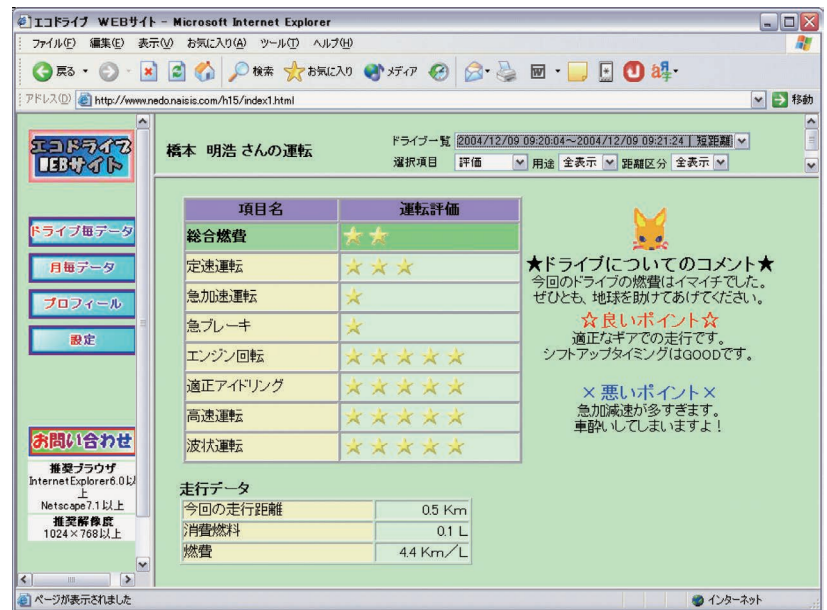 エコドライブ WEBサイト - Microsoft Internet Explorer
ファイル(F) 編集(E) 表示(V) お気に入り(A) ツール(T) ヘルプ(H)
戻る 検索 お気に入り メディア
アドレス(D) http://www.nedo.naisis.com/h15/index1.html 移動
エコドライブ
WEBサイト
ドライブ毎データ
月毎データ
プロフィール
設定
お問い合わせ
推奨ブラウザ
InternetExplorer6.0以
上
Netscape7.1以上
推奨解像度
1024×768以上
橋本 明浩 さんの運転
ドライブ一覧 2004/12/09 09:20:04~2004/12/09 09:21:24 | 短距離
選択項目 評価 用途 全表示 距離区分 全表示
項目名 運転評価
総合燃費 ★★
定速運転 ★★★
急加速運転 ★
急ブレーキ ★
エンジン回転 ★★★★★
適正アイドリング ★★★★★
高速運転 ★★★★★
波状運転 ★★★★★
走行データ
今回の走行距離 0.5 Km
消費燃料 0.1 L
燃費 4.4 Km/L
★ドライブについてのコメント★
今回のドライブの燃費はイマイチでした。
ぜひとも、地球を助けてあげてください。
☆良いポイント☆
適正なギアでの走行です。
シフトアップタイミングはGOODです。
×悪いポイント×
急加減速が多すぎます。
車酔いしてしまいますよ!
ページが表示されました インターネット